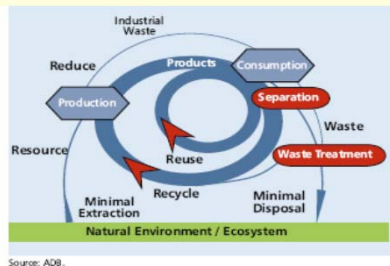 Industrial
Waste
Reduce
Products
Consumption
Production
Separation
Resource
Waste
Reuse
Waste Treatment
Recycle
Minimal
Extraction
Minimal
Disposal
Natural Environment / Ecosystem
Source: ADB.